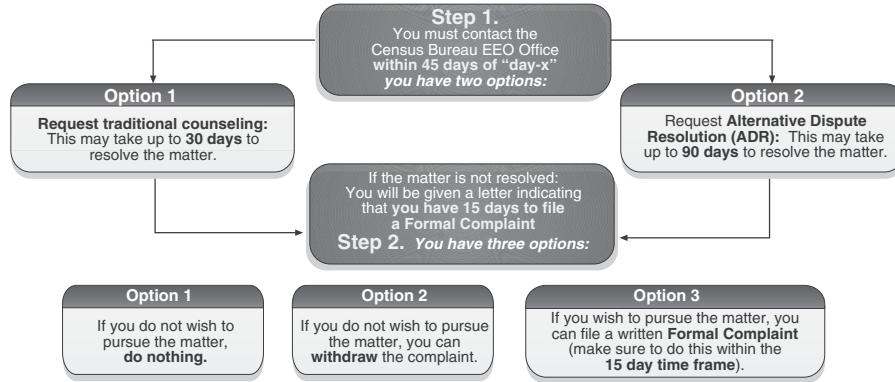 Step 1.
You must contact the
Census Bureau EEO Office
within 45 days of “day-x”
you have two options:
Option 1
Request traditional counseling:
This may take up to 30 days to
resolve the matter.
Option 2
Request Alternative Dispute
Resolution (ADR): This may take
up to 90 days to resolve the matter.
If the matter is not resolved:
You will be given a letter indicating
that you have 15 days to file
a Formal Complaint
Step 2. You have three options:
Option 1
If you do not wish to
pursue the matter,
do nothing.
Option 2
If you do not wish to pursue
the matter, you can
withdraw the complaint.
Option 3
If you wish to pursue the matter, you
can file a written Formal Complaint
(make sure to do this within the
15 day time frame).